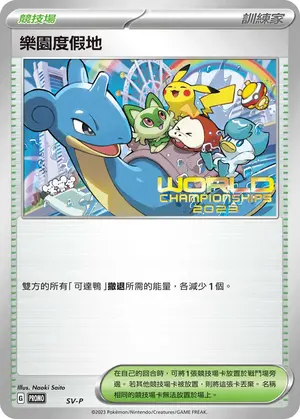 競技場
訓練家
樂園度假地
WORLD
CHAMPIONSHIPS
2023
雙方的所有「可達鴨」撤退所需的能量，各減少1個。
Illus. Naoki Saito
G PROMO SV-P
在自己的回合時，可將1張競技場卡放置於戰鬥場
旁。若其他競技場卡被放置，則將這張卡丟棄。名稱
相同的競技場卡無法放置於場上。
©2023 Pokémon/Nintendo/Creatures/GAME FREAK.